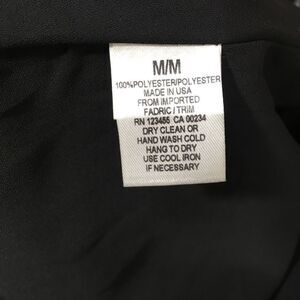 M/M
100%POLYESTER/POLYESTER
MADE IN USA
FROM IMPORTED
FADRIC / TRIM
RN 123455 CA 00234
DRY CLEAN OR
HAND WASH COLD
HANG TO DRY
USE COOL IRON
IF NECESSARY